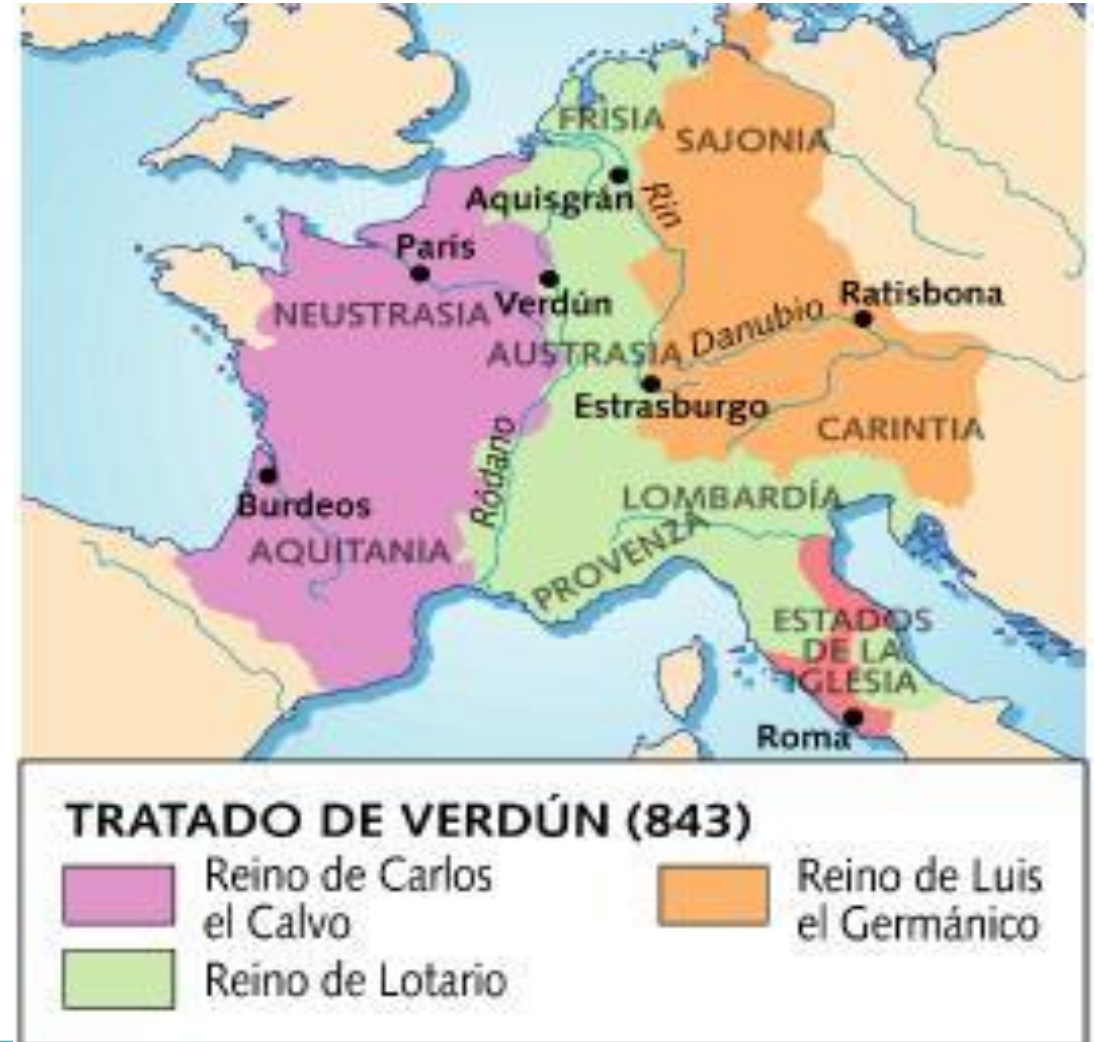 FRISIA
SAJONIA
Aquisgrán
Rin
París
Verdún
NEUSTRASIA
Ratisbona
Danubio
AUSTRASIA
Estrasburgo
CARINTIA
Ródano
Burdeos
LOMBARDÍA
AQUITANIA
PROVENZA
ESTADOS
DE LA
IGLESIA
Roma
TRATADO DE VERDÚN (843)
Reino de Carlos
el Calvo
Reino de Lotario
Reino de Luis
el Germánico